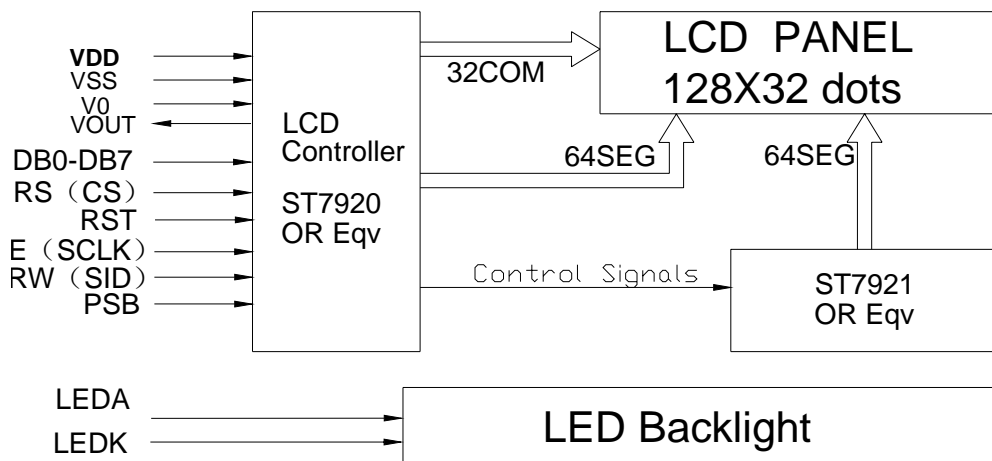 VDD
VSS
V0
VOUT
DB0-DB7
RS（CS）
RST
E（SCLK）
RW（SID）
PSB
LCD
Controller
ST7920
OR Eqv
32COM
64SEG
64SEG
LCD PANEL
128X32 dots
Control Signals
ST7921
OR Eqv
LEDA
LEDK
LED Backlight